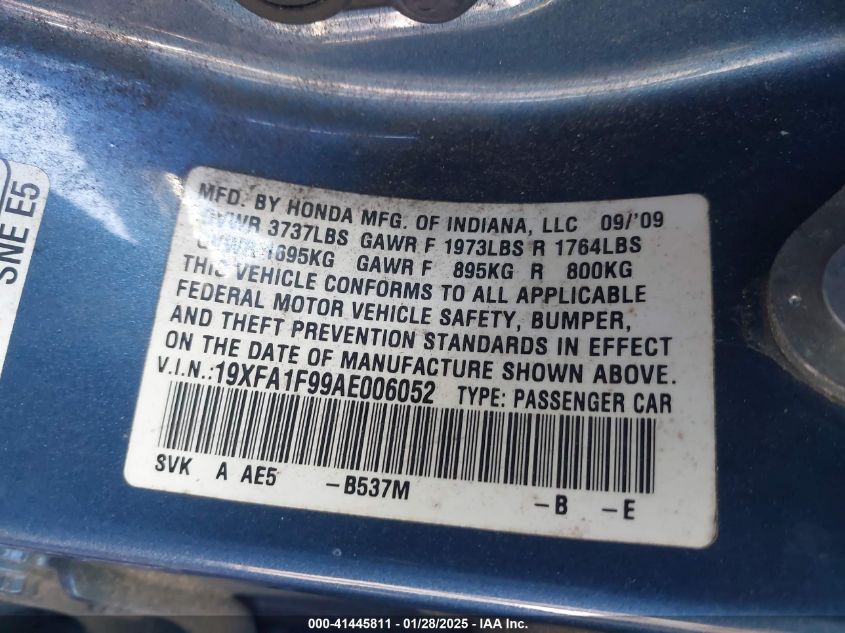 SNE E5
MFD. BY HONDA MFG. OF INDIANA, LLC 09/'09
GVWR 3737LBS GAWR F 1973LBS R 1764LBS
GVWR 1695KG GAWR F 895KG R 800KG
THIS VEHICLE CONFORMS TO ALL APPLICABLE
FEDERAL MOTOR VEHICLE SAFETY, BUMPER,
AND THEFT PREVENTION STANDARDS IN EFFECT
ON THE DATE OF MANUFACTURE SHOWN ABOVE.
V.I.N.: 19XFA1F99AE006052 TYPE: PASSENGER CAR
SVK A AE5 -B537M -B -E
000-41445811 / 01/28/2025 / IAA Inc.